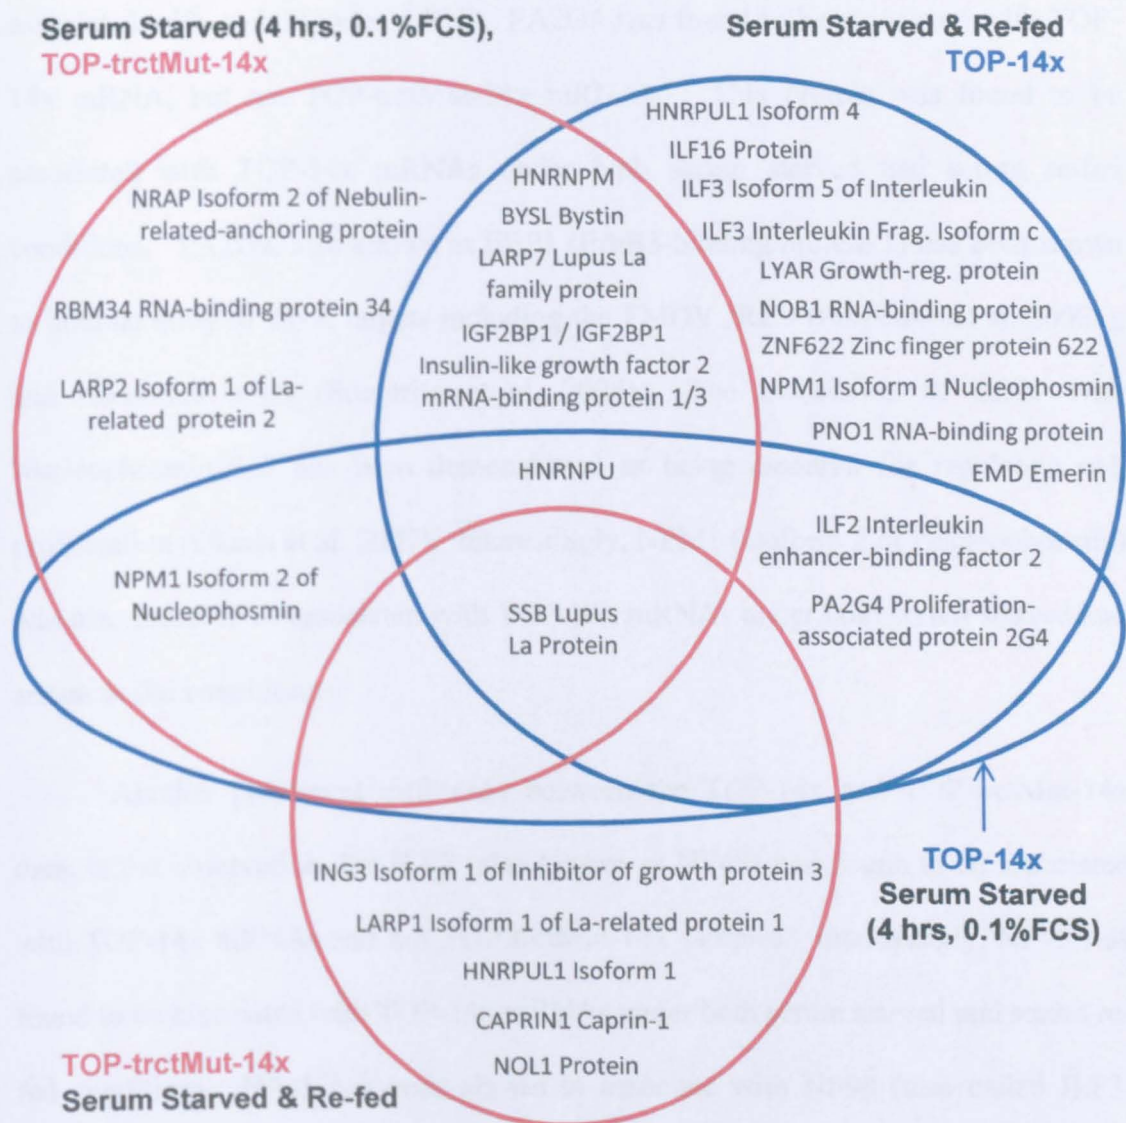 Serum Starved (4 hrs, 0.1%FCS),
TOP-trctMut-14x
Serum Starved & Re-fed
TOP-14x
HNRPUL1 Isoform 4
ILF16 Protein
ILF3 Isoform 5 of Interleukin
ILF3 Interleukin Frag. Isoform c
LYAR Growth-reg. protein
NOB1 RNA-binding protein
ZNF622 Zinc finger protein 622
NPM1 Isoform 1 Nucleophosmin
PNO1 RNA-binding protein
EMD Emerin
HNRNPM
BYSL Bystin
LARP7 Lupus La
family protein
IGF2BP1 / IGF2BP1
Insulin-like growth factor 2
mRNA-binding protein 1/3
NRAP Isoform 2 of Nebulin-
related-anchoring protein
RBM34 RNA-binding protein 34
LARP2 Isoform 1 of La-
related protein 2
HNRNPU
ILF2 Interleukin
enhancer-binding factor 2
PA2G4 Proliferation-
associated protein 2G4
NPM1 Isoform 2 of
Nucleophosmin
SSB Lupus
La Protein
ING3 Isoform 1 of Inhibitor of growth protein 3
LARP1 Isoform 1 of La-related protein 1
HNRPUL1 Isoform 1
CAPRIN1 Caprin-1
NOL1 Protein
TOP-14x
Serum Starved
(4 hrs, 0.1%FCS)
TOP-trctMut-14x
Serum Starved & Re-fed